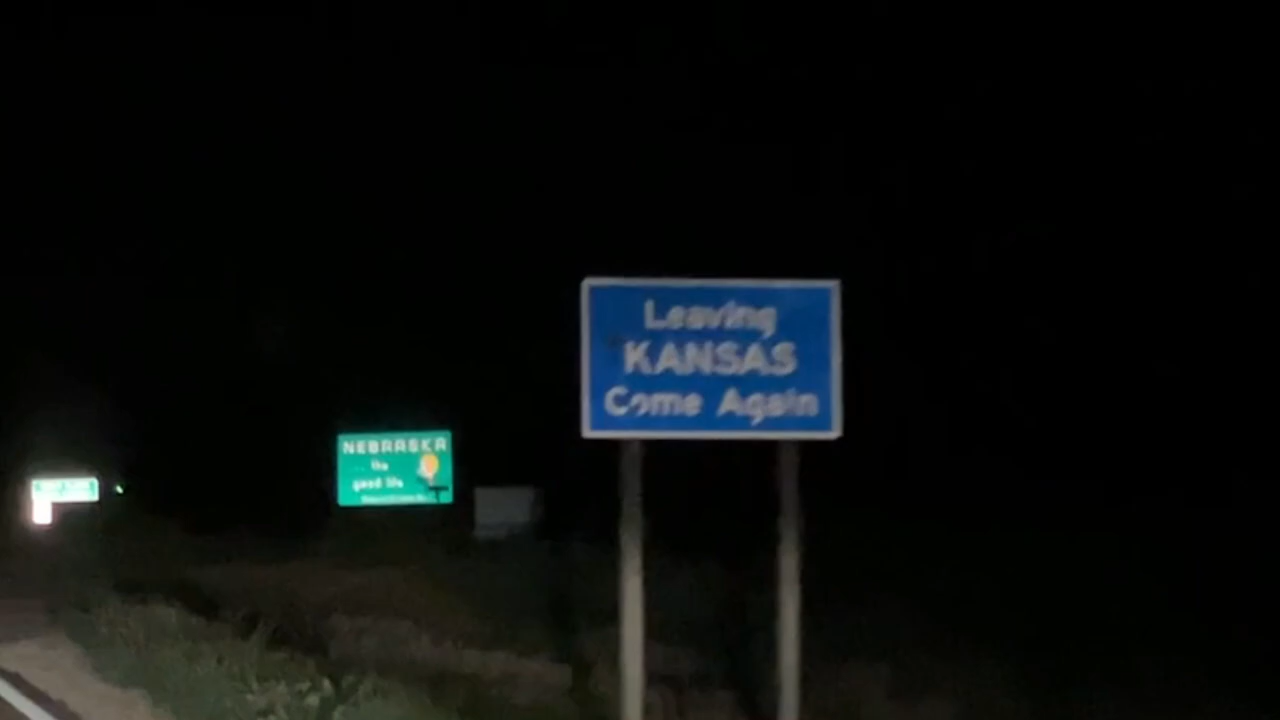 Leaving
KANSAS
Come Again
NEBRASKA
the
good life